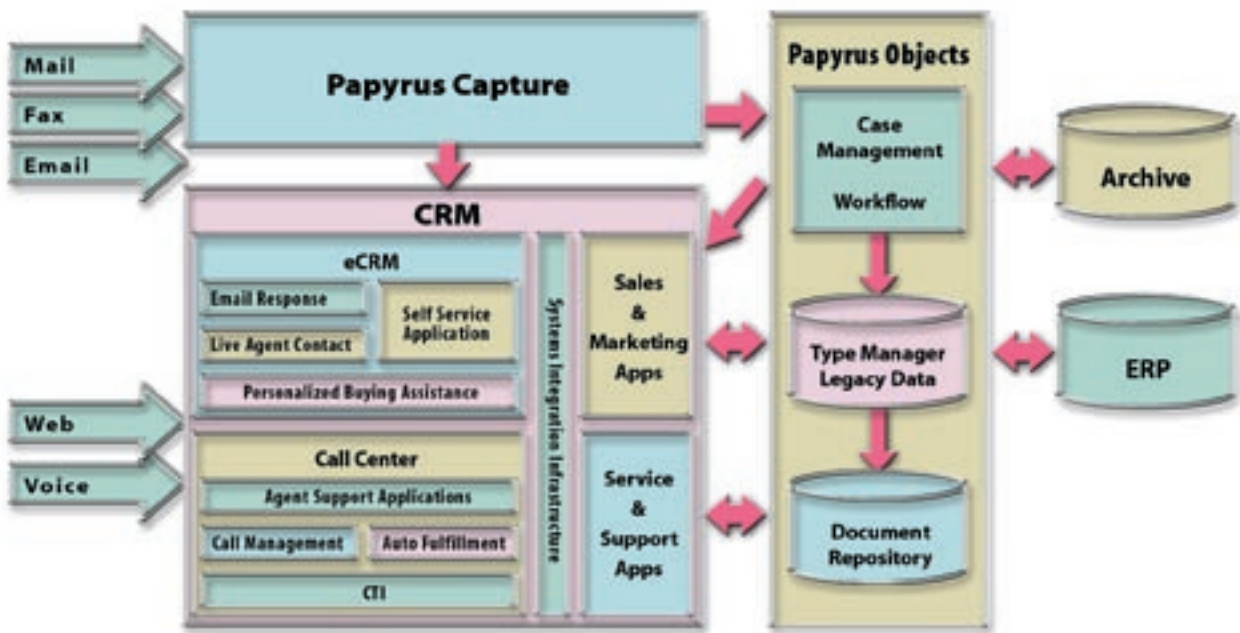 Mail
Fax
Email
Papyrus Capture
CRM
eCRM
Email Response
Live Agent Contact
Self Service
Application
Personalized Buying Assistance
Web
Voice
Call Center
Agent Support Applications
Call Management
Auto Fulfillment
CTI
Systems Integration Infrastructure
Sales
&
Marketing
Apps
Service
&
Support
Apps
Papyrus Objects
Case
Management
Workflow
Type Manager
Legacy Data
Document
Repository
Archive
ERP